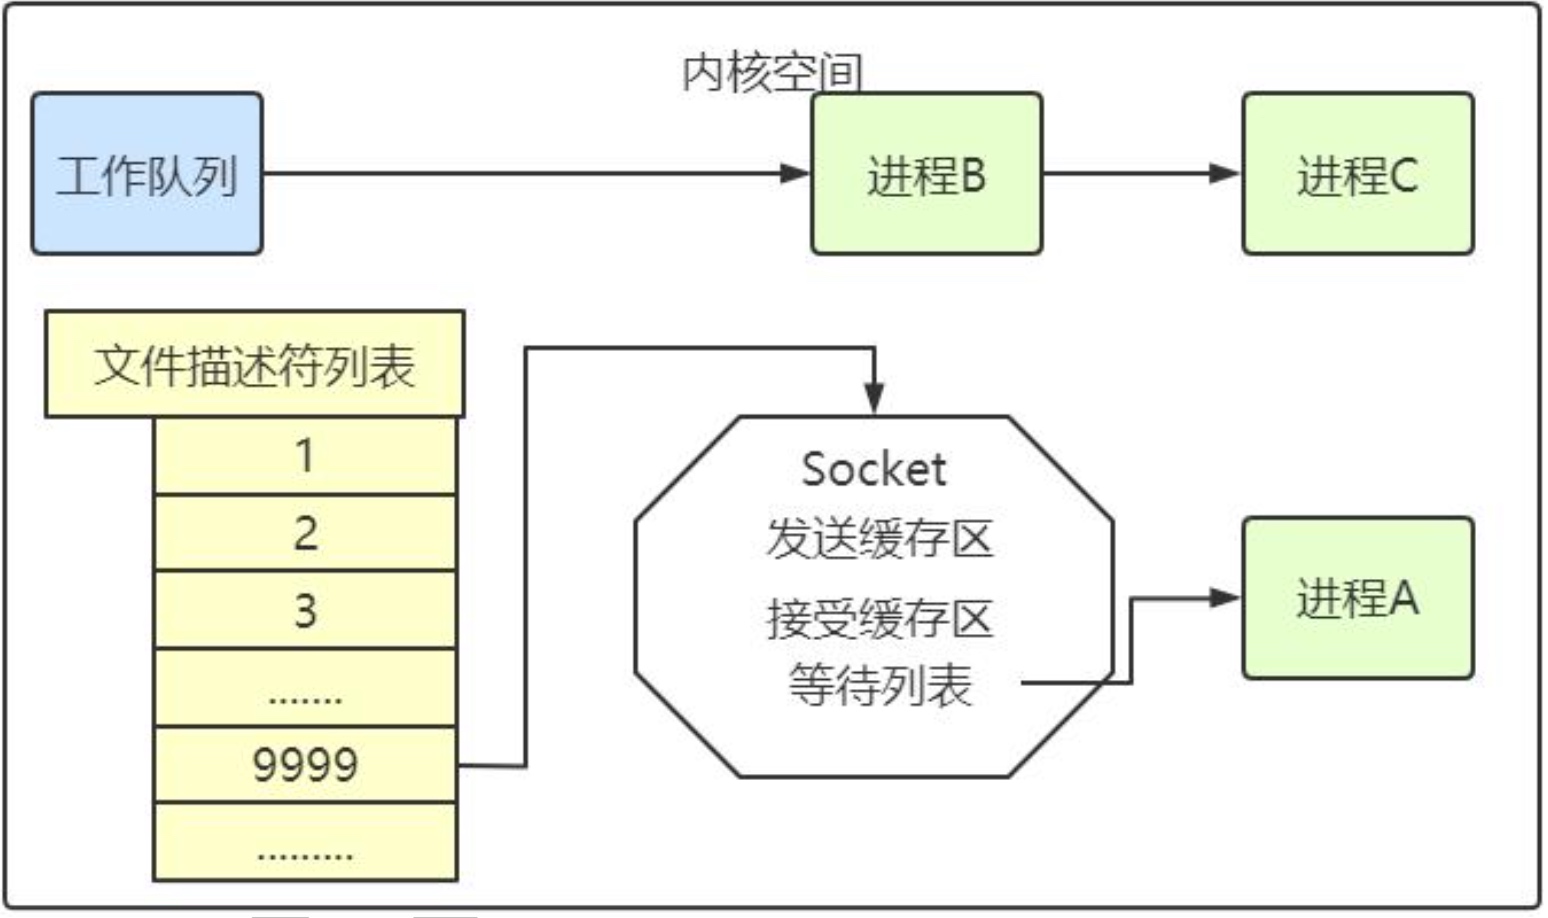 内核空间
工作队列
进程B
进程C
文件描述符列表
1
2
3
.......
9999
.........
Socket
发送缓存区
接受缓存区
等待列表
进程A